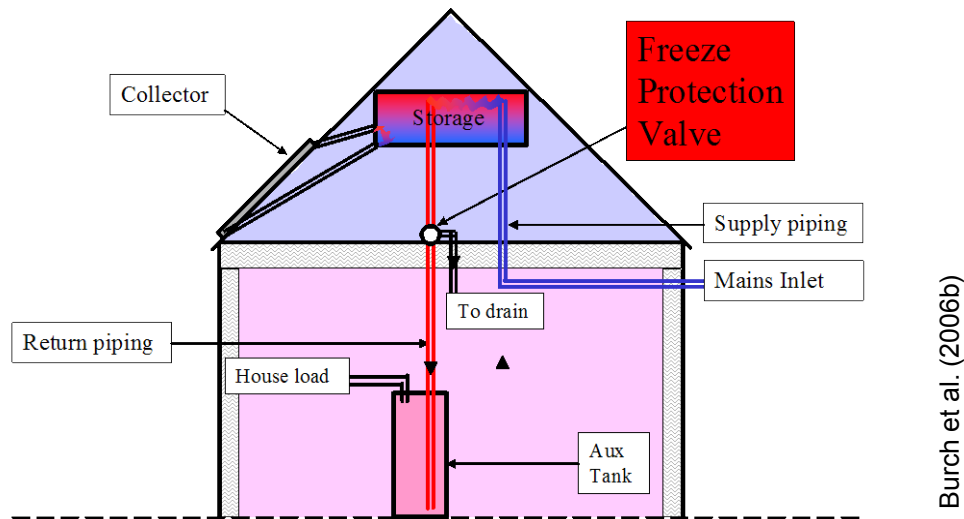 Freeze
Protection
Valve
Collector
Storage
Supply piping
Mains Inlet
To drain
Return piping
House load
Aux
Tank
Burch et al. (2006b)